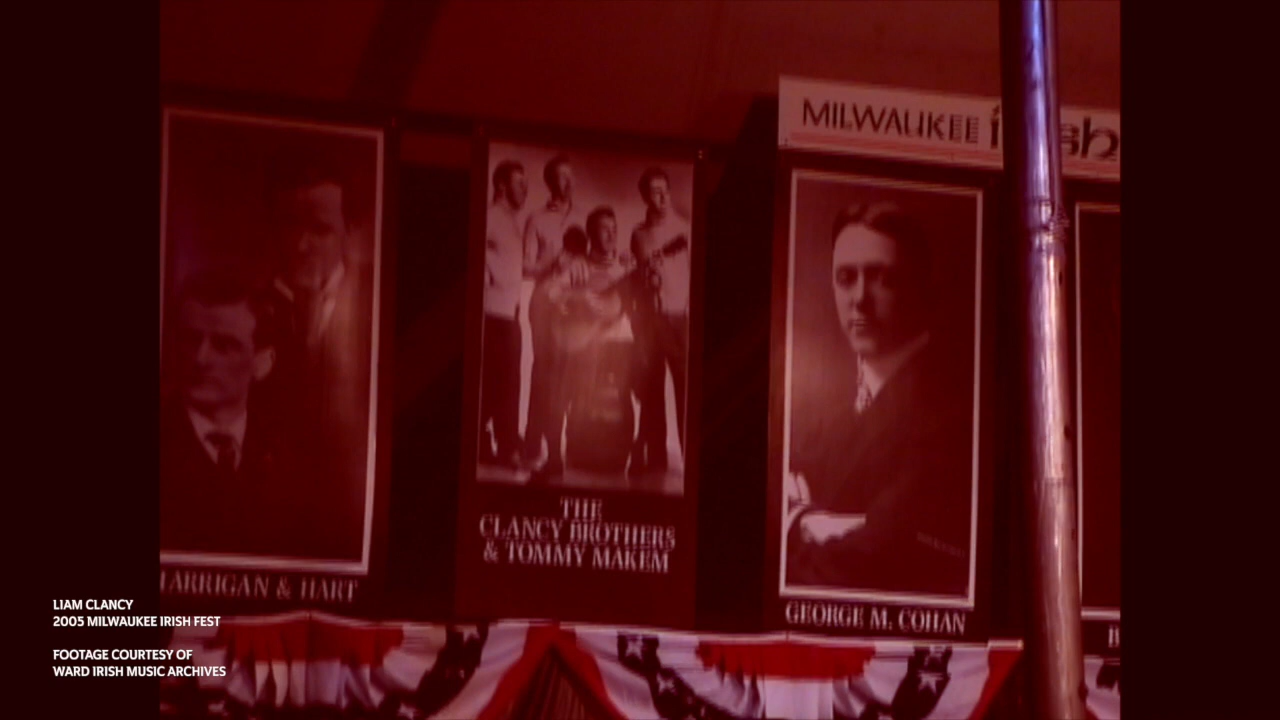 MILWAUKEE
ARRIGAN & HART
THE
CLANCY BROTHERS
& TOMMY MAKEM
GEORGE M. COHAN
LIAM CLANCY
2005 MILWAUKEE IRISH FEST
FOOTAGE COURTESY OF
WARD IRISH MUSIC ARCHIVES